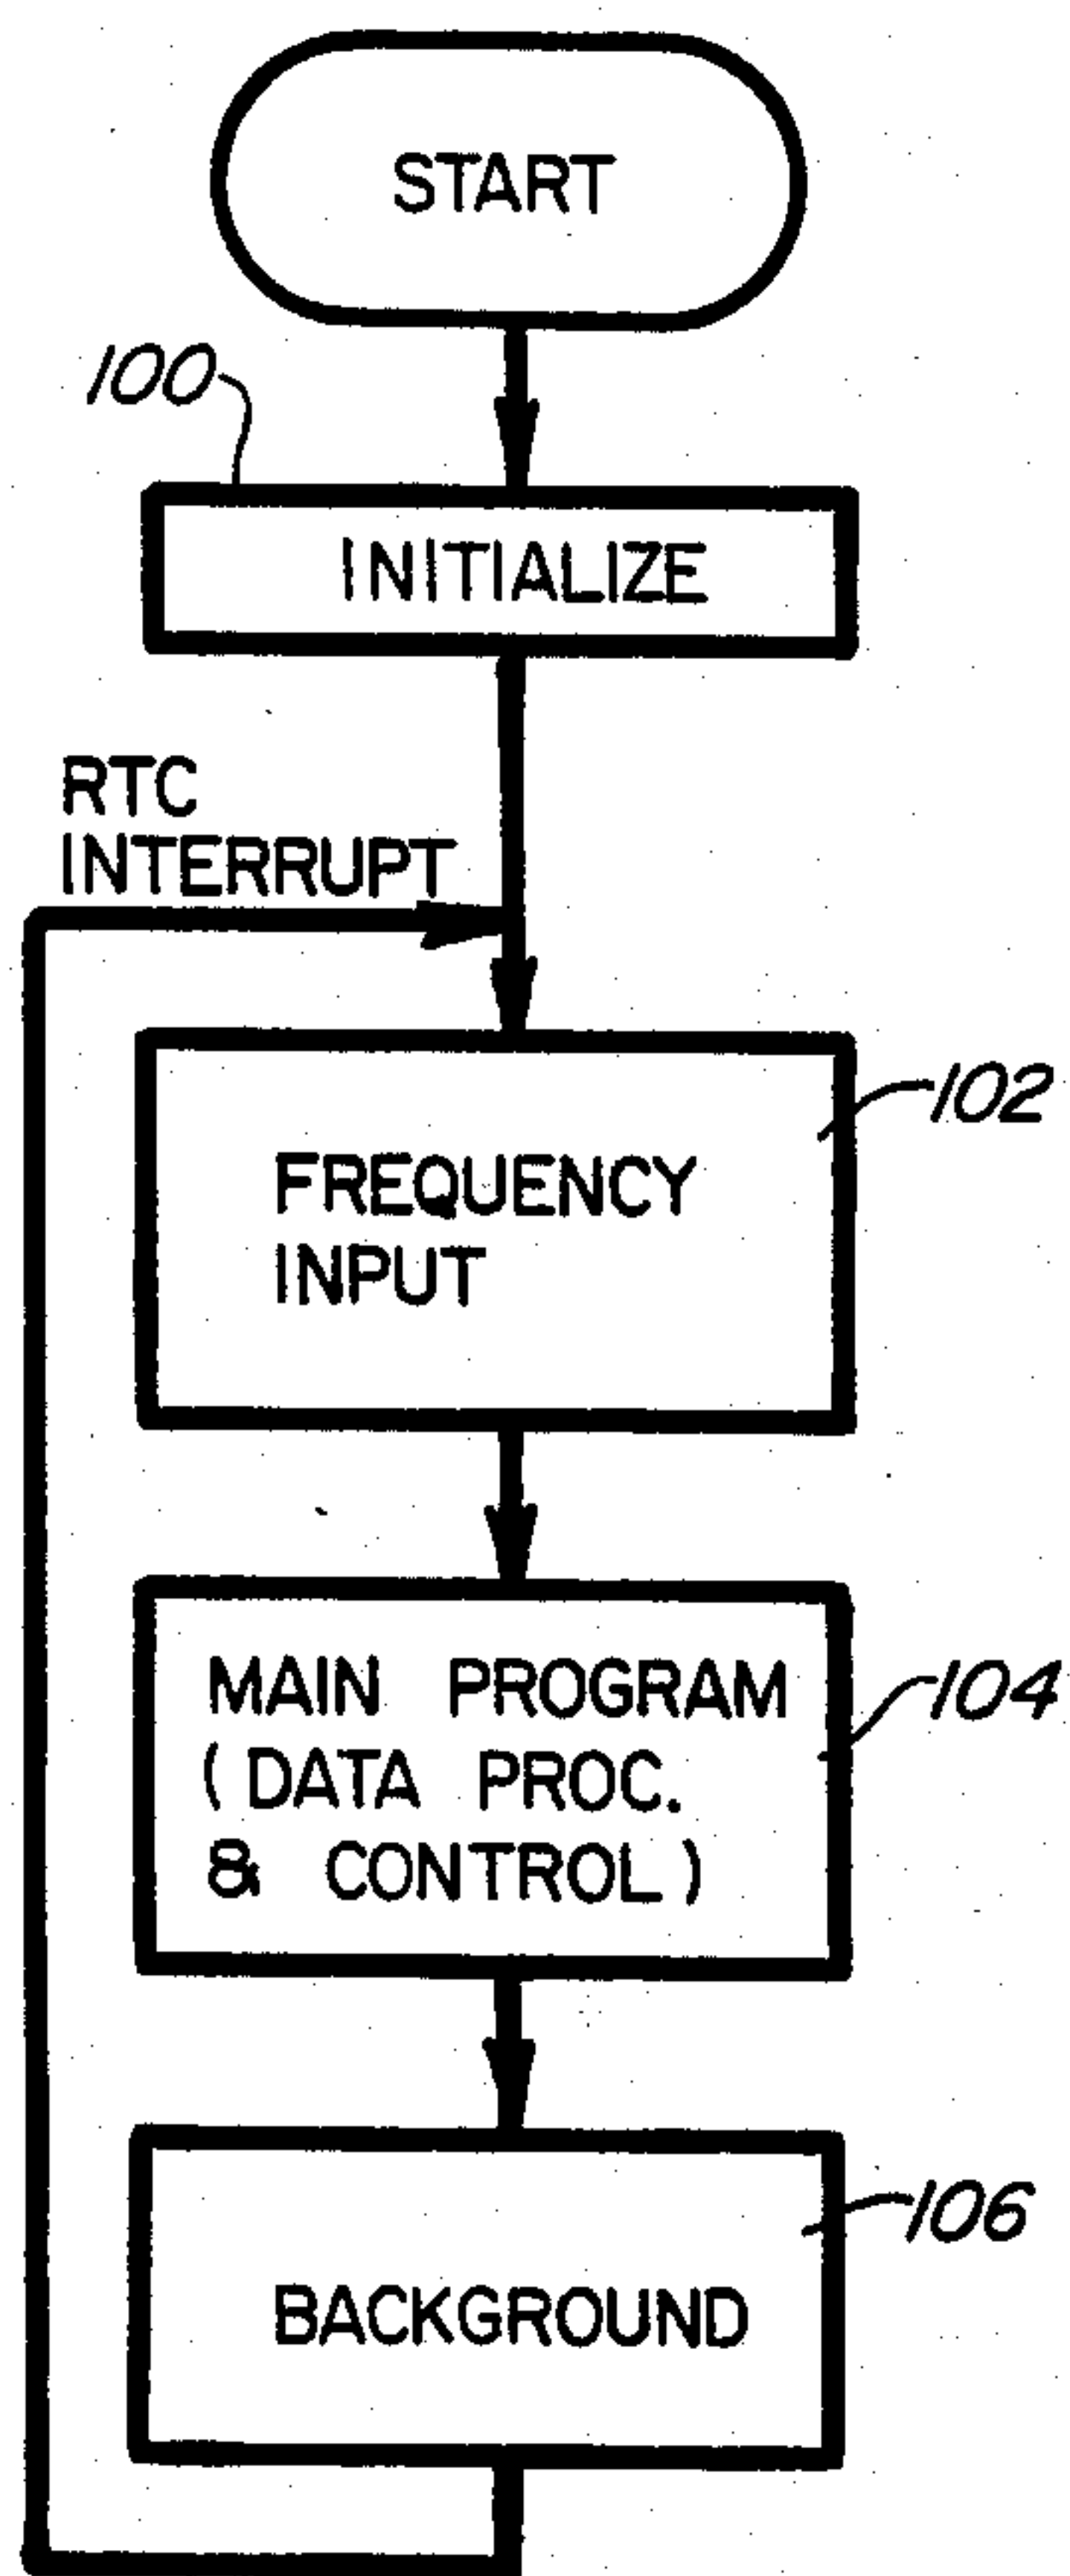 START
100
INITIALIZE
RTC
INTERRUPT
102
FREQUENCY
INPUT
104
MAIN PROGRAM
(DATA PROC.
& CONTROL)
106
BACKGROUND